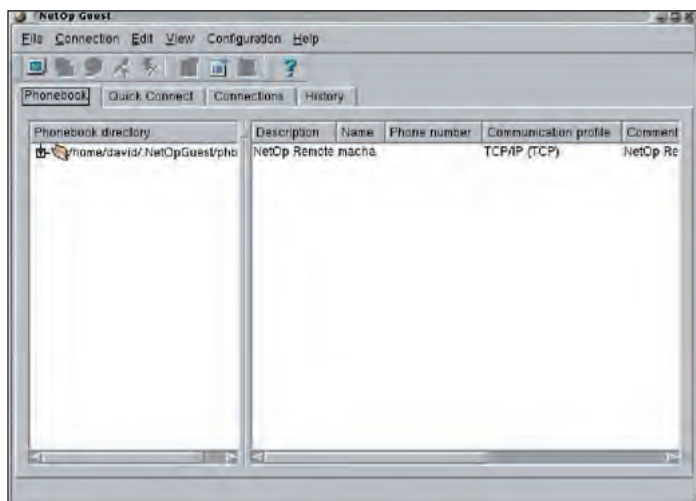 NetOp Guest
File Connection Edit View Configuration Help
?
Phonebook Quick Connect Connections History
Phonebook directory Description Name Phone number Communication profile Comment
/home/david/.NetOpGuest/pho NetOp Remote macha TCP/IP (TCP) NetOp Re